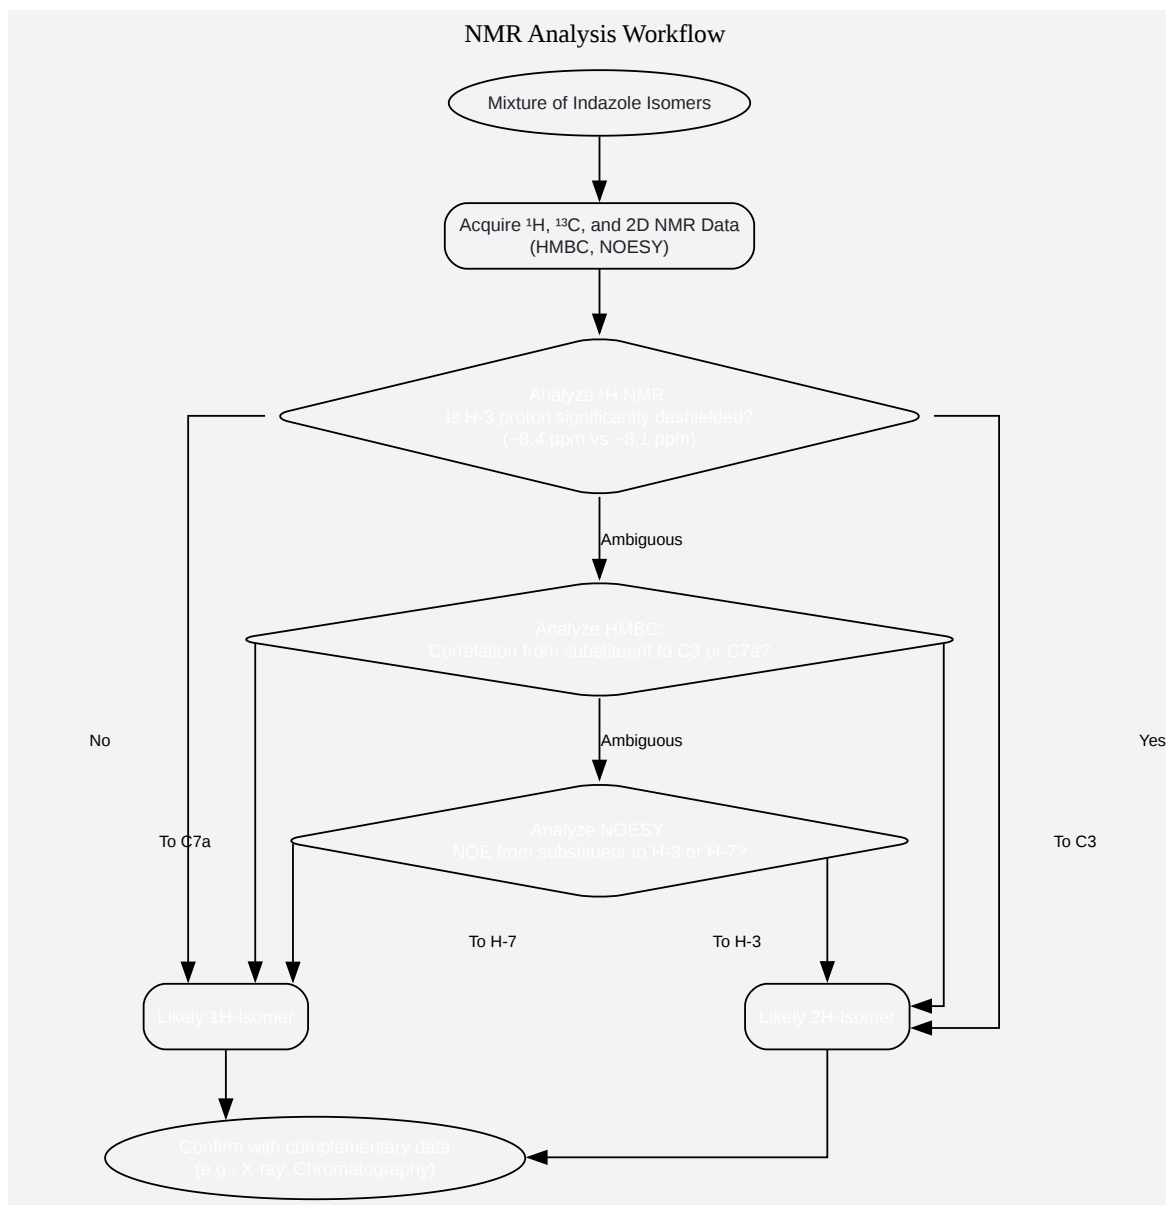 NMR Analysis Workflow
Mixture of Indazole Isomers
Acquire ¹H, ¹³C, and 2D NMR Data
(HMBC, NOESY)
Analyze ¹H NMR:
Is H-3 proton significantly deshielded?
(~8.4 ppm vs ~8.1 ppm)
Ambiguous
Analyze HMBC:
Correlation from substituent to C3 or C7a?
No
Ambiguous
Yes
To C7a
Analyze NOESY:
NOE from substituent to H-3 or H-7?
To C3
To H-7
To H-3
Likely 1H-Isomer
Likely 2H-Isomer
Confirm with complementary data
(e.g., X-ray, Chromatography)